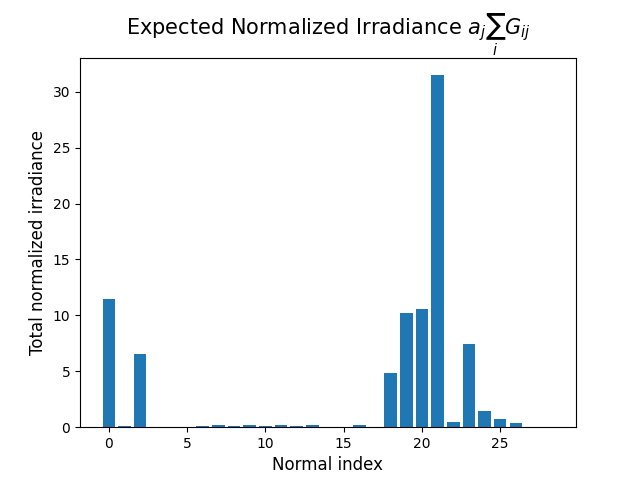 Expected Normalized Irradiance $a_j \sum_i G_{ij}$
Total normalized irradiance
30
25
20
15
10
5
0
0 5 10 15 20 25
Normal index